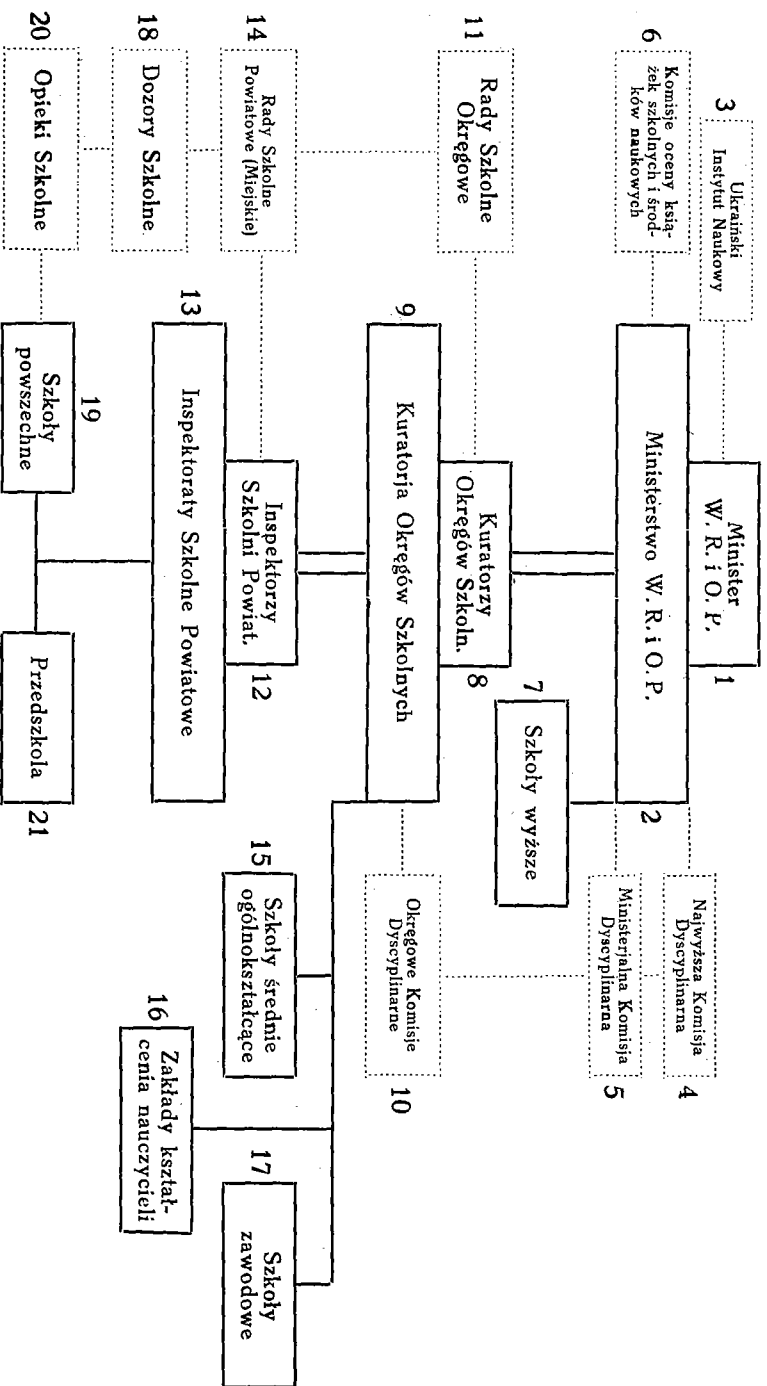 1
Minister
W. R. i O. P.
2
Ministerstwo W. R. i O. P.
3
Ukraiński
Instytut Naukowy
4
Najwyższa Komisja
Dyscyplinarna
5
Ministerjalna Komisja
Dyscyplinarna
6
Komisje oceny ksią-
żek szkolnych i środ-
ków naukowych
7
Szkoły wyższe
8
Kuratorzy
Okręgów Szkoln.
9
Kuratorja Okręgów Szkolnych
10
Okręgowe Komisje
Dyscyplinarne
11
Rady Szkolne
Okręgowe
12
Inspektorzy
Szkolni Powiat.
13
Inspektoraty Szkolne Powiatowe
14
Rady Szkolne
Powiatowe (Miejskie)
15
Szkoły średnie
ogólnokształcące
16
Zakłady kształ-
cenia nauczycieli
17
Szkoły
zawodowe
18
Dozory Szkolne
19
Szkoły
powszechne
20
Opieki Szkolne
21
Przedszkola